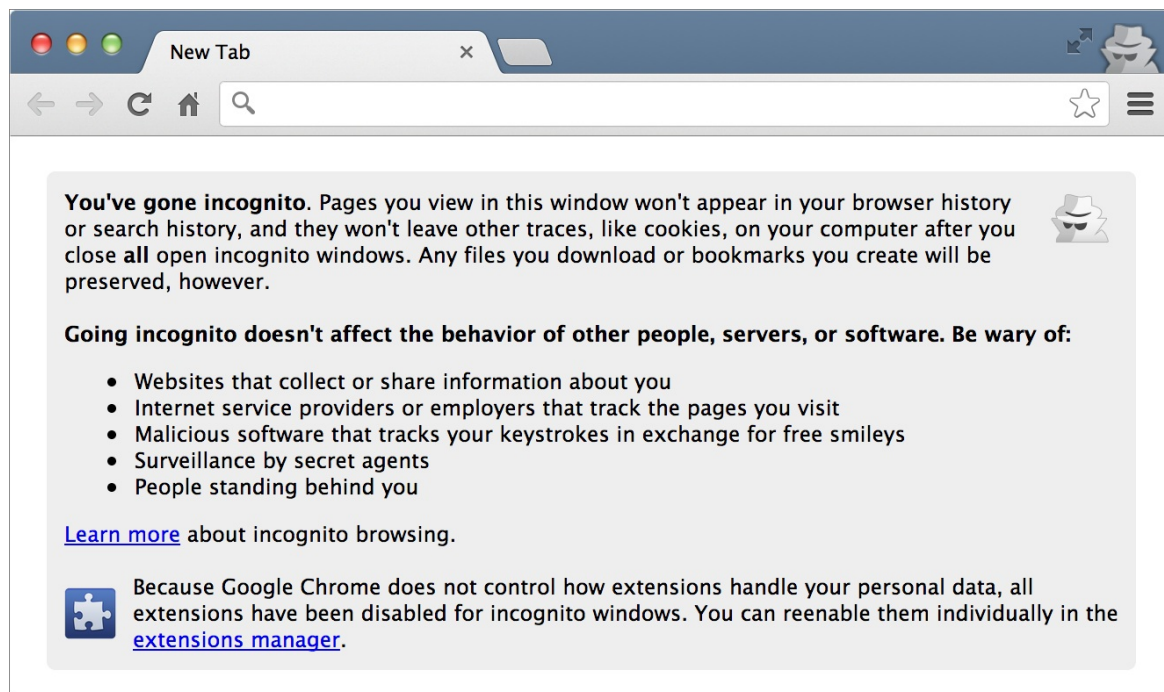 New Tab
You've gone incognito. Pages you view in this window won't appear in your browser history
or search history, and they won't leave other traces, like cookies, on your computer after you
close all open incognito windows. Any files you download or bookmarks you create will be
preserved, however.
Going incognito doesn't affect the behavior of other people, servers, or software. Be wary of:
• Websites that collect or share information about you
• Internet service providers or employers that track the pages you visit
• Malicious software that tracks your keystrokes in exchange for free smileys
• Surveillance by secret agents
• People standing behind you
Learn more about incognito browsing.
Because Google Chrome does not control how extensions handle your personal data, all
extensions have been disabled for incognito windows. You can reenable them individually in the
extensions manager.